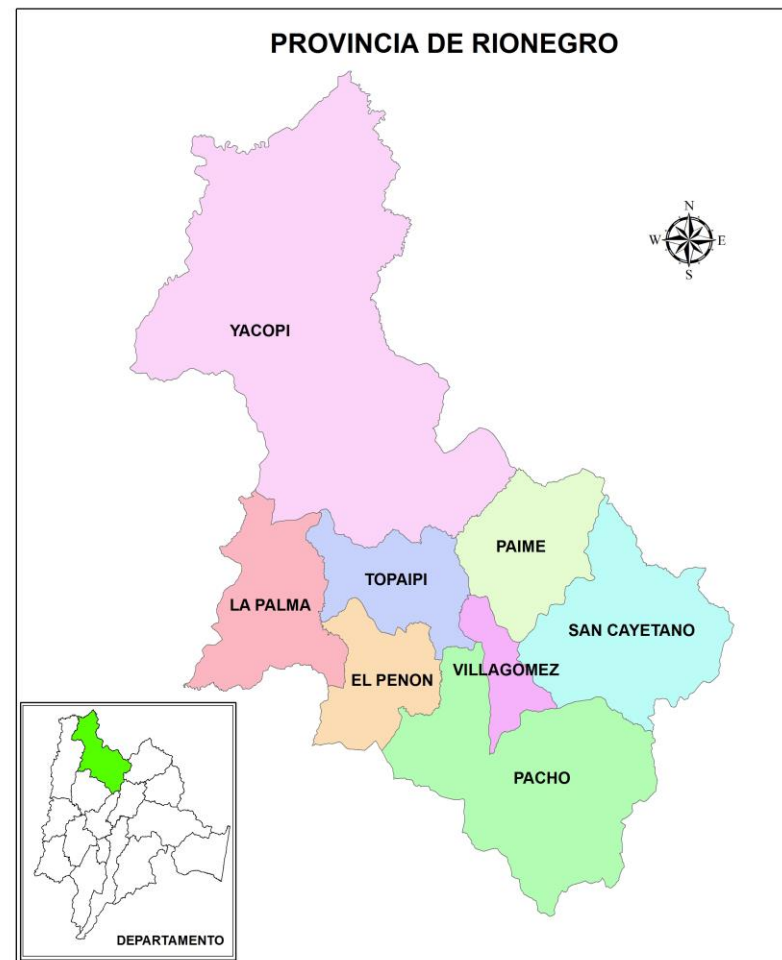 PROVINCIA DE RIONEGRO
N
W E
S
YACOPI
PAIME
TOPAIPI
LA PALMA
SAN CAYETANO
VILLAGOMEZ
EL PENON
PACHO
DEPARTAMENTO